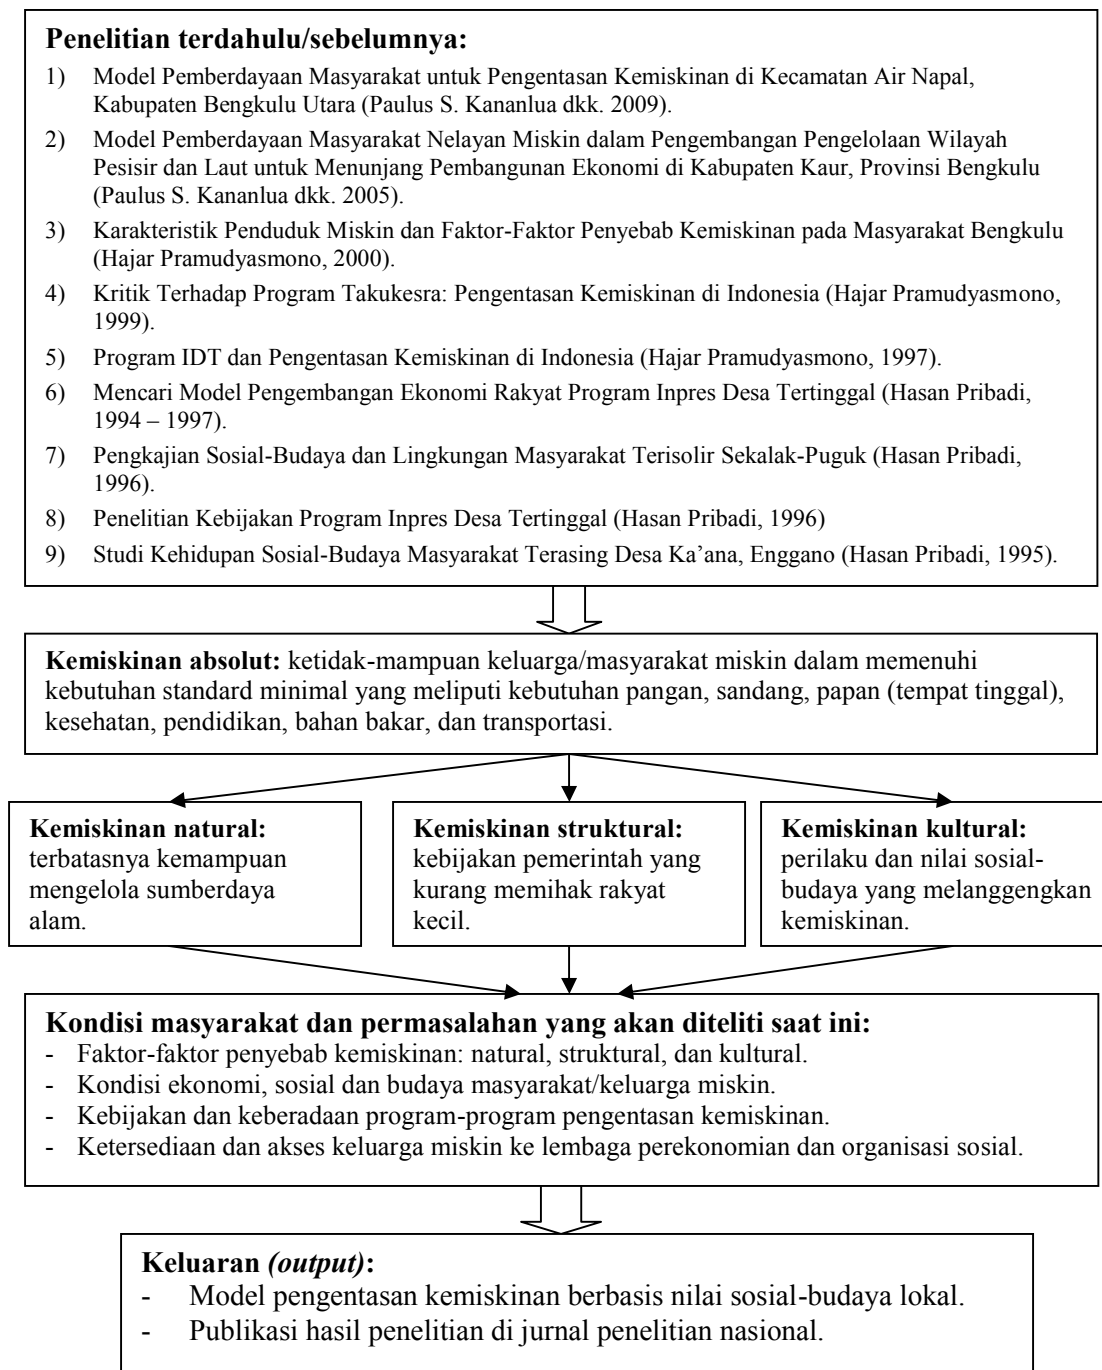 Penelitian terdahulu/sebelumnya:
1) Model Pemberdayaan Masyarakat untuk Pengentasan Kemiskinan di Kecamatan Air Napal,
Kabupaten Bengkulu Utara (Paulus S. Kananlua dkk. 2009).
2) Model Pemberdayaan Masyarakat Nelayan Miskin dalam Pengembangan Pengelolaan Wilayah
Pesisir dan Laut untuk Menunjang Pembangunan Ekonomi di Kabupaten Kaur, Provinsi Bengkulu
(Paulus S. Kananlua dkk. 2005).
3) Karakteristik Penduduk Miskin dan Faktor-Faktor Penyebab Kemiskinan pada Masyarakat Bengkulu
(Hajar Pramudyasmono, 2000).
4) Kritik Terhadap Program Takukesra: Pengentasan Kemiskinan di Indonesia (Hajar Pramudyasmono,
1999).
5) Program IDT dan Pengentasan Kemiskinan di Indonesia (Hajar Pramudyasmono, 1997).
6) Mencari Model Pengembangan Ekonomi Rakyat Program Inpres Desa Tertinggal (Hasan Pribadi,
1994 – 1997).
7) Pengkajian Sosial-Budaya dan Lingkungan Masyarakat Terisolir Sekalak-Puguk (Hasan Pribadi,
1996).
8) Penelitian Kebijakan Program Inpres Desa Tertinggal (Hasan Pribadi, 1996)
9) Studi Kehidupan Sosial-Budaya Masyarakat Terasing Desa Ka'ana, Enggano (Hasan Pribadi, 1995).
Kemiskinan absolut: ketidak-mampuan keluarga/masyarakat miskin dalam memenuhi
kebutuhan standard minimal yang meliputi kebutuhan pangan, sandang, papan (tempat tinggal),
kesehatan, pendidikan, bahan bakar, dan transportasi.
Kemiskinan natural:
terbatasnya kemampuan
mengelola sumberdaya
alam.
Kemiskinan struktural:
kebijakan pemerintah yang
kurang memihak rakyat
kecil.
Kemiskinan kultural:
perilaku dan nilai sosial-
budaya yang melanggengkan
kemiskinan.
Kondisi masyarakat dan permasalahan yang akan diteliti saat ini:
- Faktor-faktor penyebab kemiskinan: natural, struktural, dan kultural.
- Kondisi ekonomi, sosial dan budaya masyarakat/keluarga miskin.
- Kebijakan dan keberadaan program-program pengentasan kemiskinan.
- Ketersediaan dan akses keluarga miskin ke lembaga perekonomian dan organisasi sosial.
Keluaran (output):
- Model pengentasan kemiskinan berbasis nilai sosial-budaya lokal.
- Publikasi hasil penelitian di jurnal penelitian nasional.